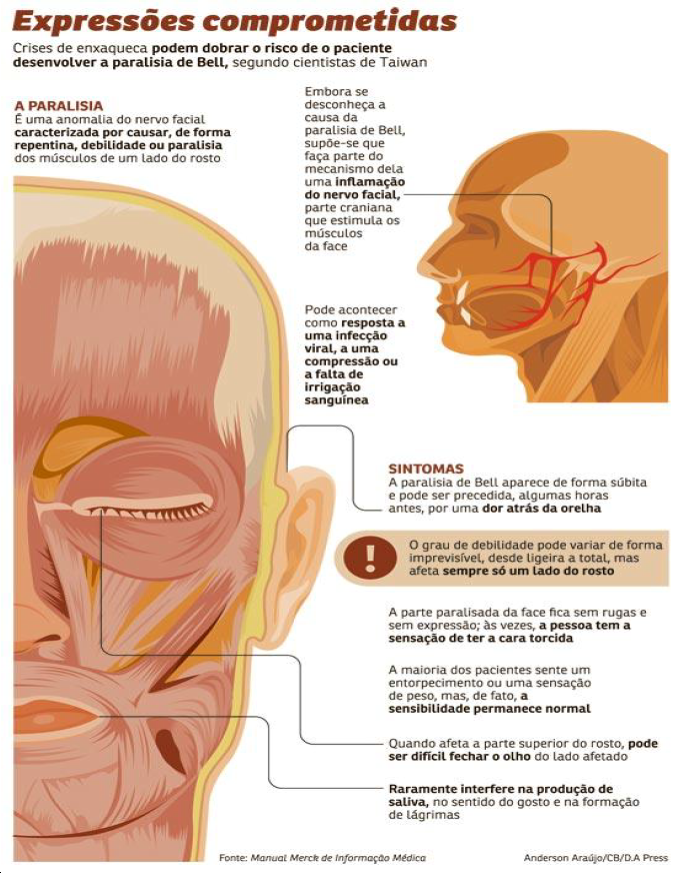 Expressões comprometidas
Crises de enxaqueca podem dobrar o risco de o paciente
desenvolver a paralisia de Bell, segundo cientistas de Taiwan
A PARALISIA
É uma anomalia do nervo facial
caracterizada por causar, de forma
repentina, debilidade ou paralisia
dos músculos de um lado do rosto
Embora se
desconheça a
causa da
paralisia de Bell,
supõe-se que
faça parte do
mecanismo dela
uma inflamação
do nervo facial,
parte craniana
que estimula os
músculos
da face
Pode acontecer
como resposta a
uma infecção
viral, a uma
compressão ou
a falta de
irrigação
sanguínea
SINTOMAS
A paralisia de Bell aparece de forma súbita
e pode ser precedida, algumas horas
antes, por uma dor atrás da orelha
!
O grau de debilidade pode variar de forma
imprevisível, desde ligeira a total, mas
afeta sempre só um lado do rosto
A parte paralisada da face fica sem rugas e
sem expressão; às vezes, a pessoa tem a
sensação de ter a cara torcida
A maioria dos pacientes sente um
entorpecimento ou uma sensação
de peso, mas, de fato, a
sensibilidade permanece normal
Quando afeta a parte superior do rosto, pode
ser difícil fechar o olho do lado afetado
Raramente interfere na produção de
saliva, no sentido do gosto e na formação
de lágrimas
Fonte: Manual Merck de Informação Médica
Anderson Araújo/CB/D.A Press